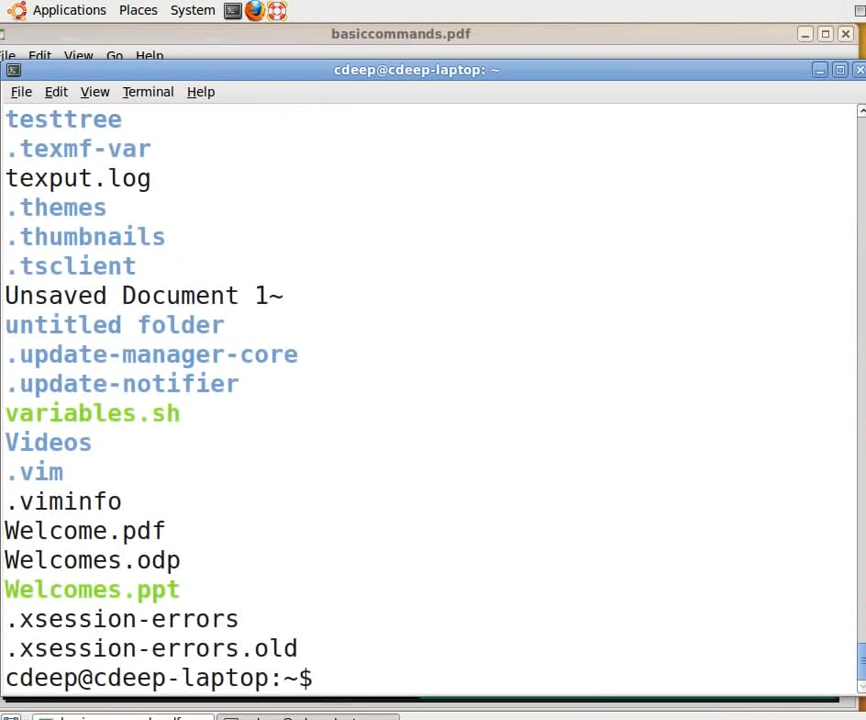 Applications Places System
basiccommands.pdf
File Edit View Go Help
cdeep@cdeep-laptop: ~
File Edit View Terminal Help
testtree
.texmf-var
texput.log
.themes
.thumbnails
.tsclient
Unsaved Document 1~
untitled folder
.update-manager-core
.update-notifier
variables.sh
Videos
.vim
.viminfo
Welcome.pdf
Welcomes.odp
Welcomes.ppt
.xsession-errors
.xsession-errors.old
cdeep@cdeep-laptop:~$